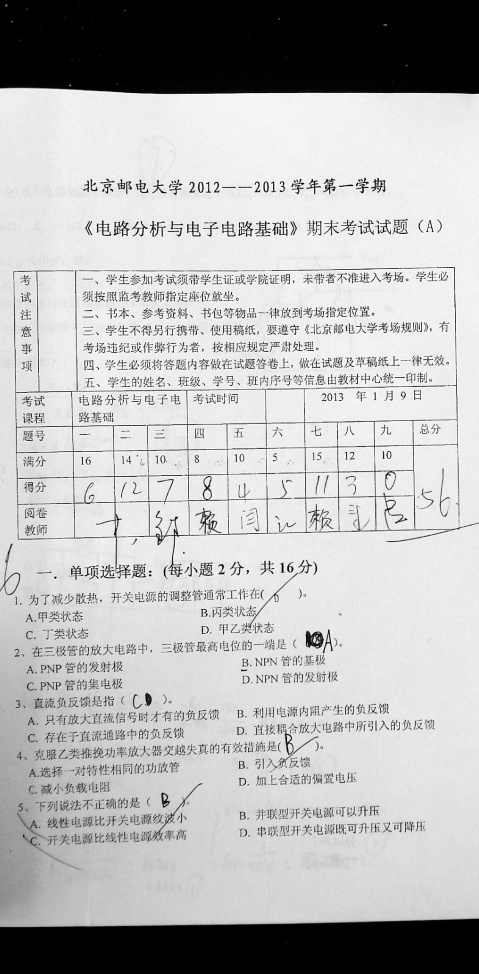 北京邮电大学 2012——2013 学年第一学期
《电路分析与电子电路基础》期末考试试题（A）
考试注意事项
一、学生参加考试须带学生证或学院证明，未带者不准进入考场。学生必
须按照监考教师指定座位就坐。
二、书本、参考资料、书包等物品一律放到考场指定位置。
三、学生不得另行携带、使用稿纸，要遵守《北京邮电大学考场规则》，有
考场违纪或作弊行为者，按相应规定严肃处理。
四、学生必须将答题内容做在试题答卷上，做在试题及草稿纸上一律无效。
五、学生的姓名、班级、学号、班内序号等信息由教材中心统一印制。
考试课程 电路分析与电子电路基础 考试时间 2013 年 1 月 9 日
题号 一 二 三 四 五 六 七 八 九 总分
满分 16 14 10 8 10 5 15 12 10
得分 6 12 7 8 4 5 11 3 0 56
阅卷教师 赖 闫 赖
6
一．单项选择题：(每小题 2 分，共 16 分)
1. 为了减少散热，开关电源的调整管通常工作在( )。
A.甲类状态 B.丙类状态
C. 丁类状态 D. 甲乙类状态
2、在三极管的放大电路中，三极管最高电位的一端是（ A）。
A. PNP 管的发射极 B. NPN 管的基极
C. PNP 管的集电极 D. NPN 管的发射极
3、直流负反馈是指（ ）。
A. 只有放大直流信号时才有的负反馈 B. 利用电源内阻产生的负反馈
C. 存在于直流通路中的负反馈 D. 直接耦合放大电路中所引入的负反馈
4、克服乙类推挽功率放大器交越失真的有效措施是( B )。
A.选择一对特性相同的功放管 B. 引入负反馈
C. 减小负载电阻 D. 加上合适的偏置电压
5、下列说法不正确的是（ B ）。
A. 线性电源比开关电源纹波小 B. 并联型开关电源可以升压
C. 开关电源比线性电源效率高 D. 串联型开关电源既可升压又可降压